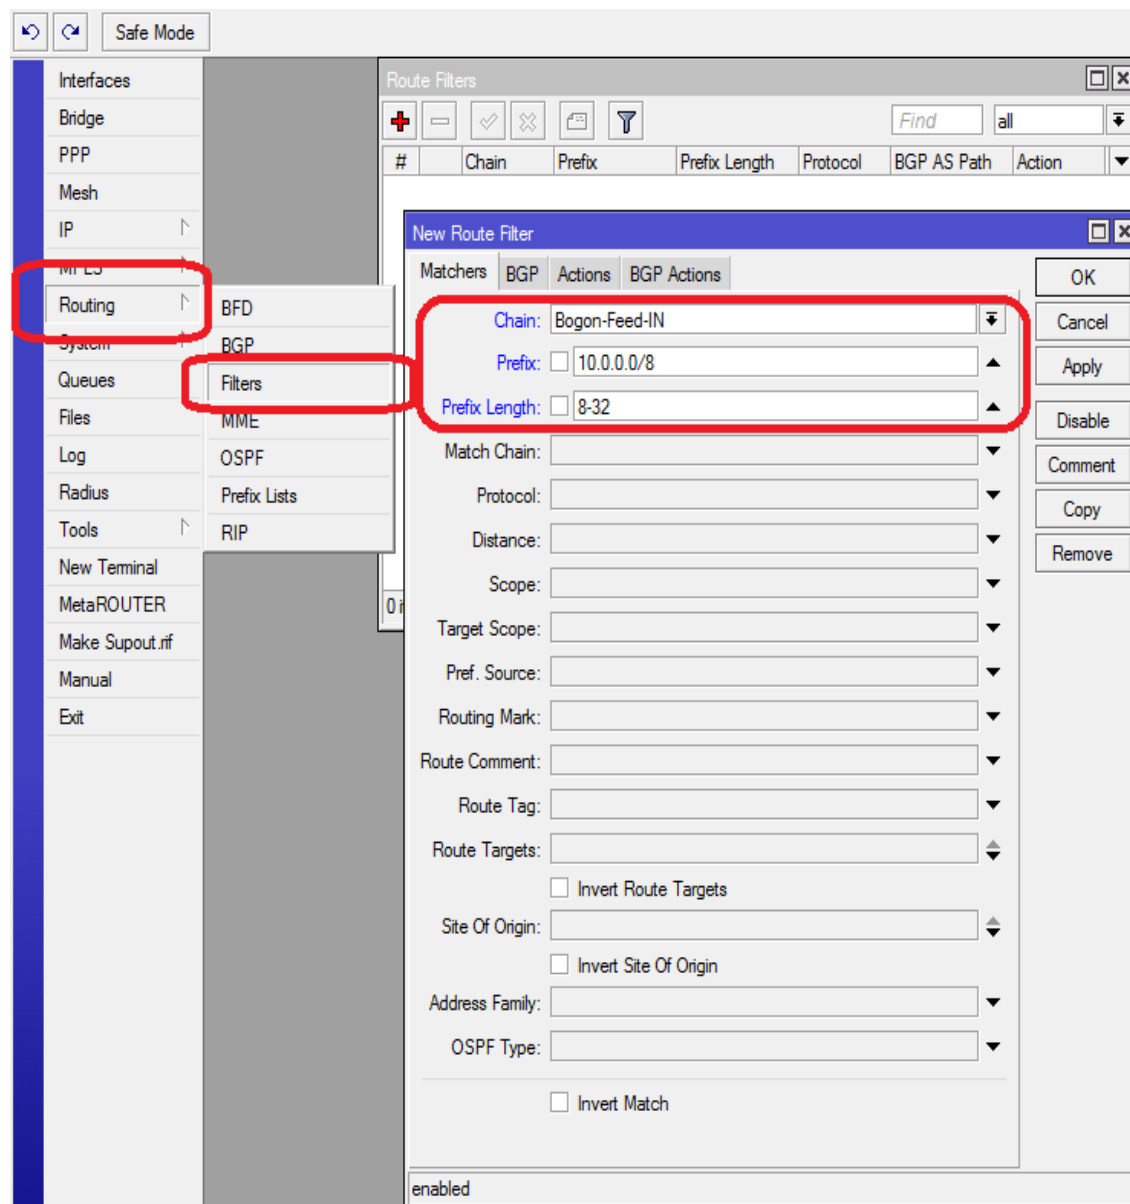 Safe Mode
Interfaces
Bridge
PPP
Mesh
IP
MPLS
Routing
System
Queues
Files
Log
Radius
Tools
New Terminal
MetaROUTER
Make Supout.rif
Manual
Exit
BFD
BGP
Filters
MME
OSPF
Prefix Lists
RIP
Route Filters
Find all
# Chain Prefix Prefix Length Protocol BGP AS Path Action
0 i
New Route Filter
Matchers BGP Actions BGP Actions
Chain: Bogon-Feed-IN
Prefix: 10.0.0.0/8
Prefix Length: 8-32
Match Chain:
Protocol:
Distance:
Scope:
Target Scope:
Pref. Source:
Routing Mark:
Route Comment:
Route Tag:
Route Targets:
Invert Route Targets
Site Of Origin:
Invert Site Of Origin
Address Family:
OSPF Type:
Invert Match
enabled
OK
Cancel
Apply
Disable
Comment
Copy
Remove